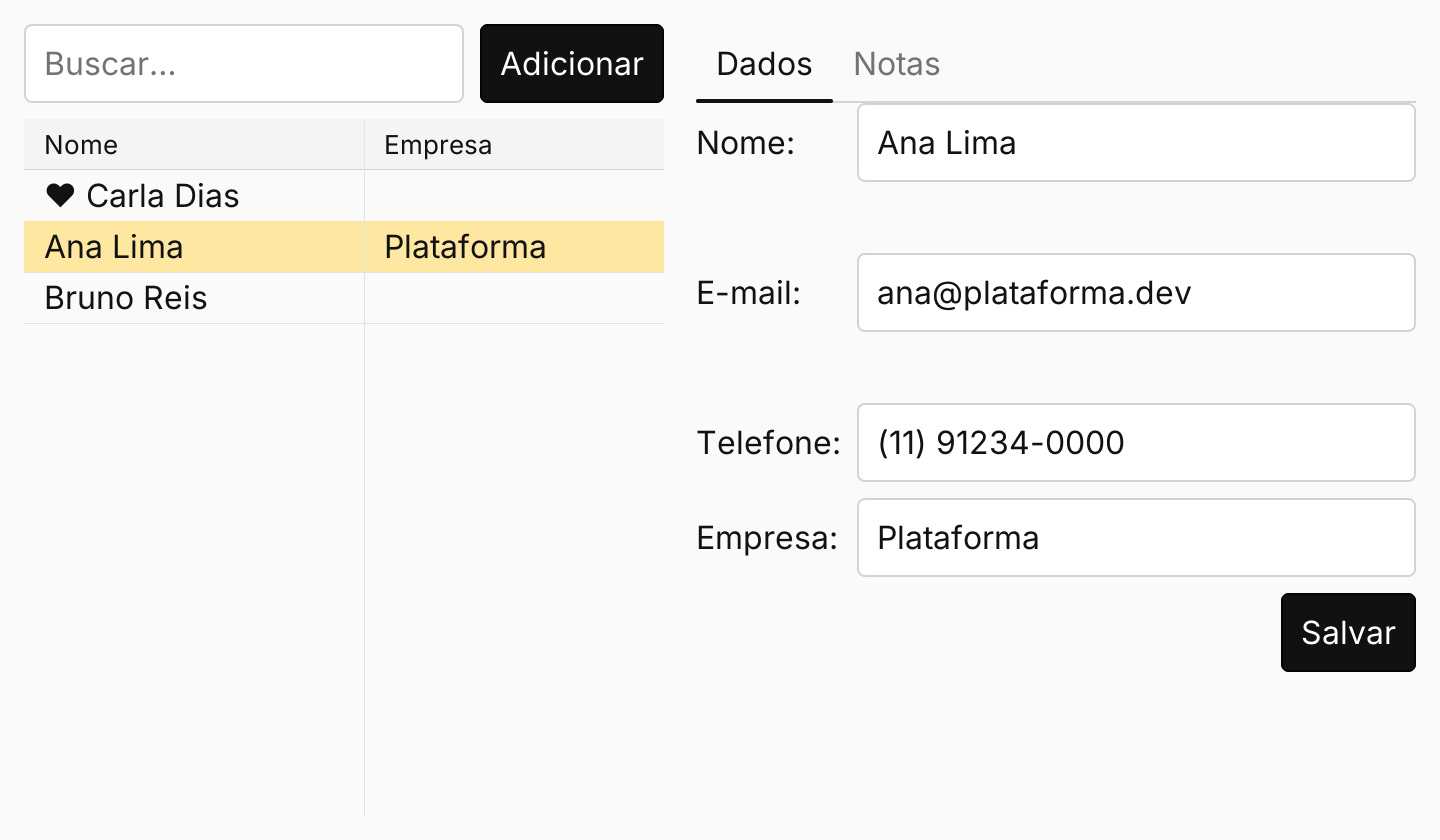 Buscar...
Adicionar
Nome Empresa
♥ Carla Dias
Ana Lima Plataforma
Bruno Reis
Dados Notas
Nome: Ana Lima
E-mail: ana@plataforma.dev
Telefone: (11) 91234-0000
Empresa: Plataforma
Salvar